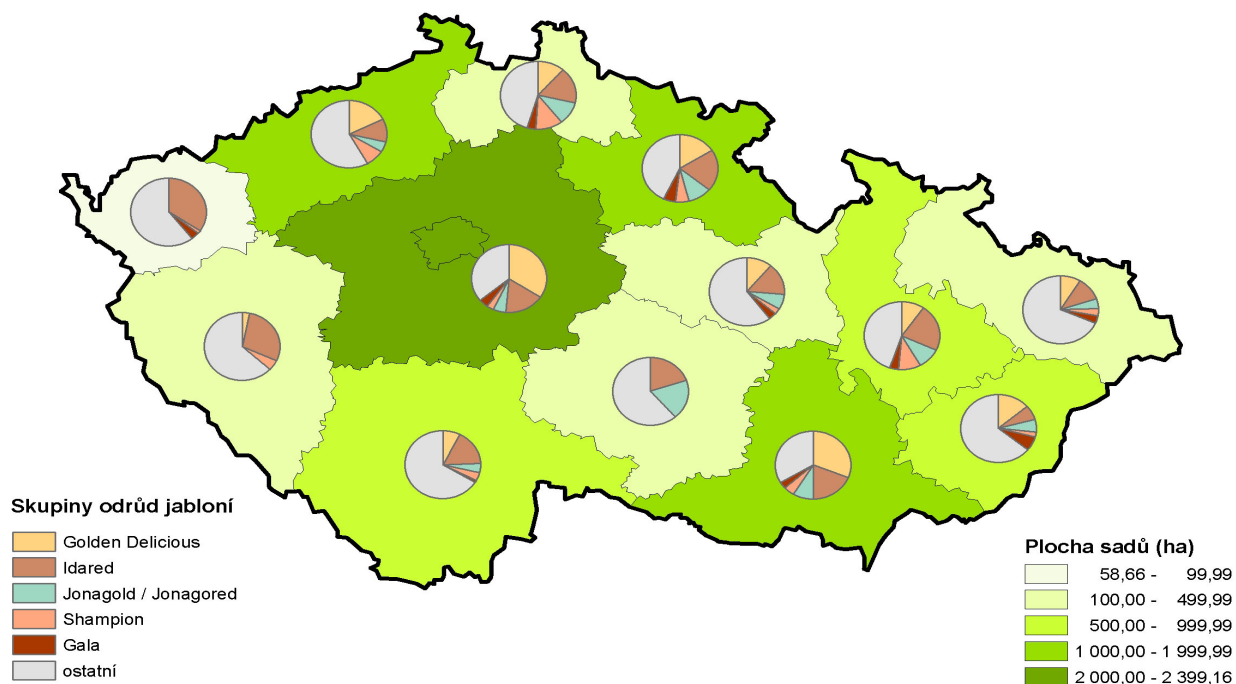 Skupiny odrůd jabloní
Golden Delicious
Idared
Jonagold / Jonagored
Shampion
Gala
ostatní
Plocha sadů (ha)
58,66 - 99,99
100,00 - 499,99
500,00 - 999,99
1 000,00 - 1 999,99
2 000,00 - 2 399,16